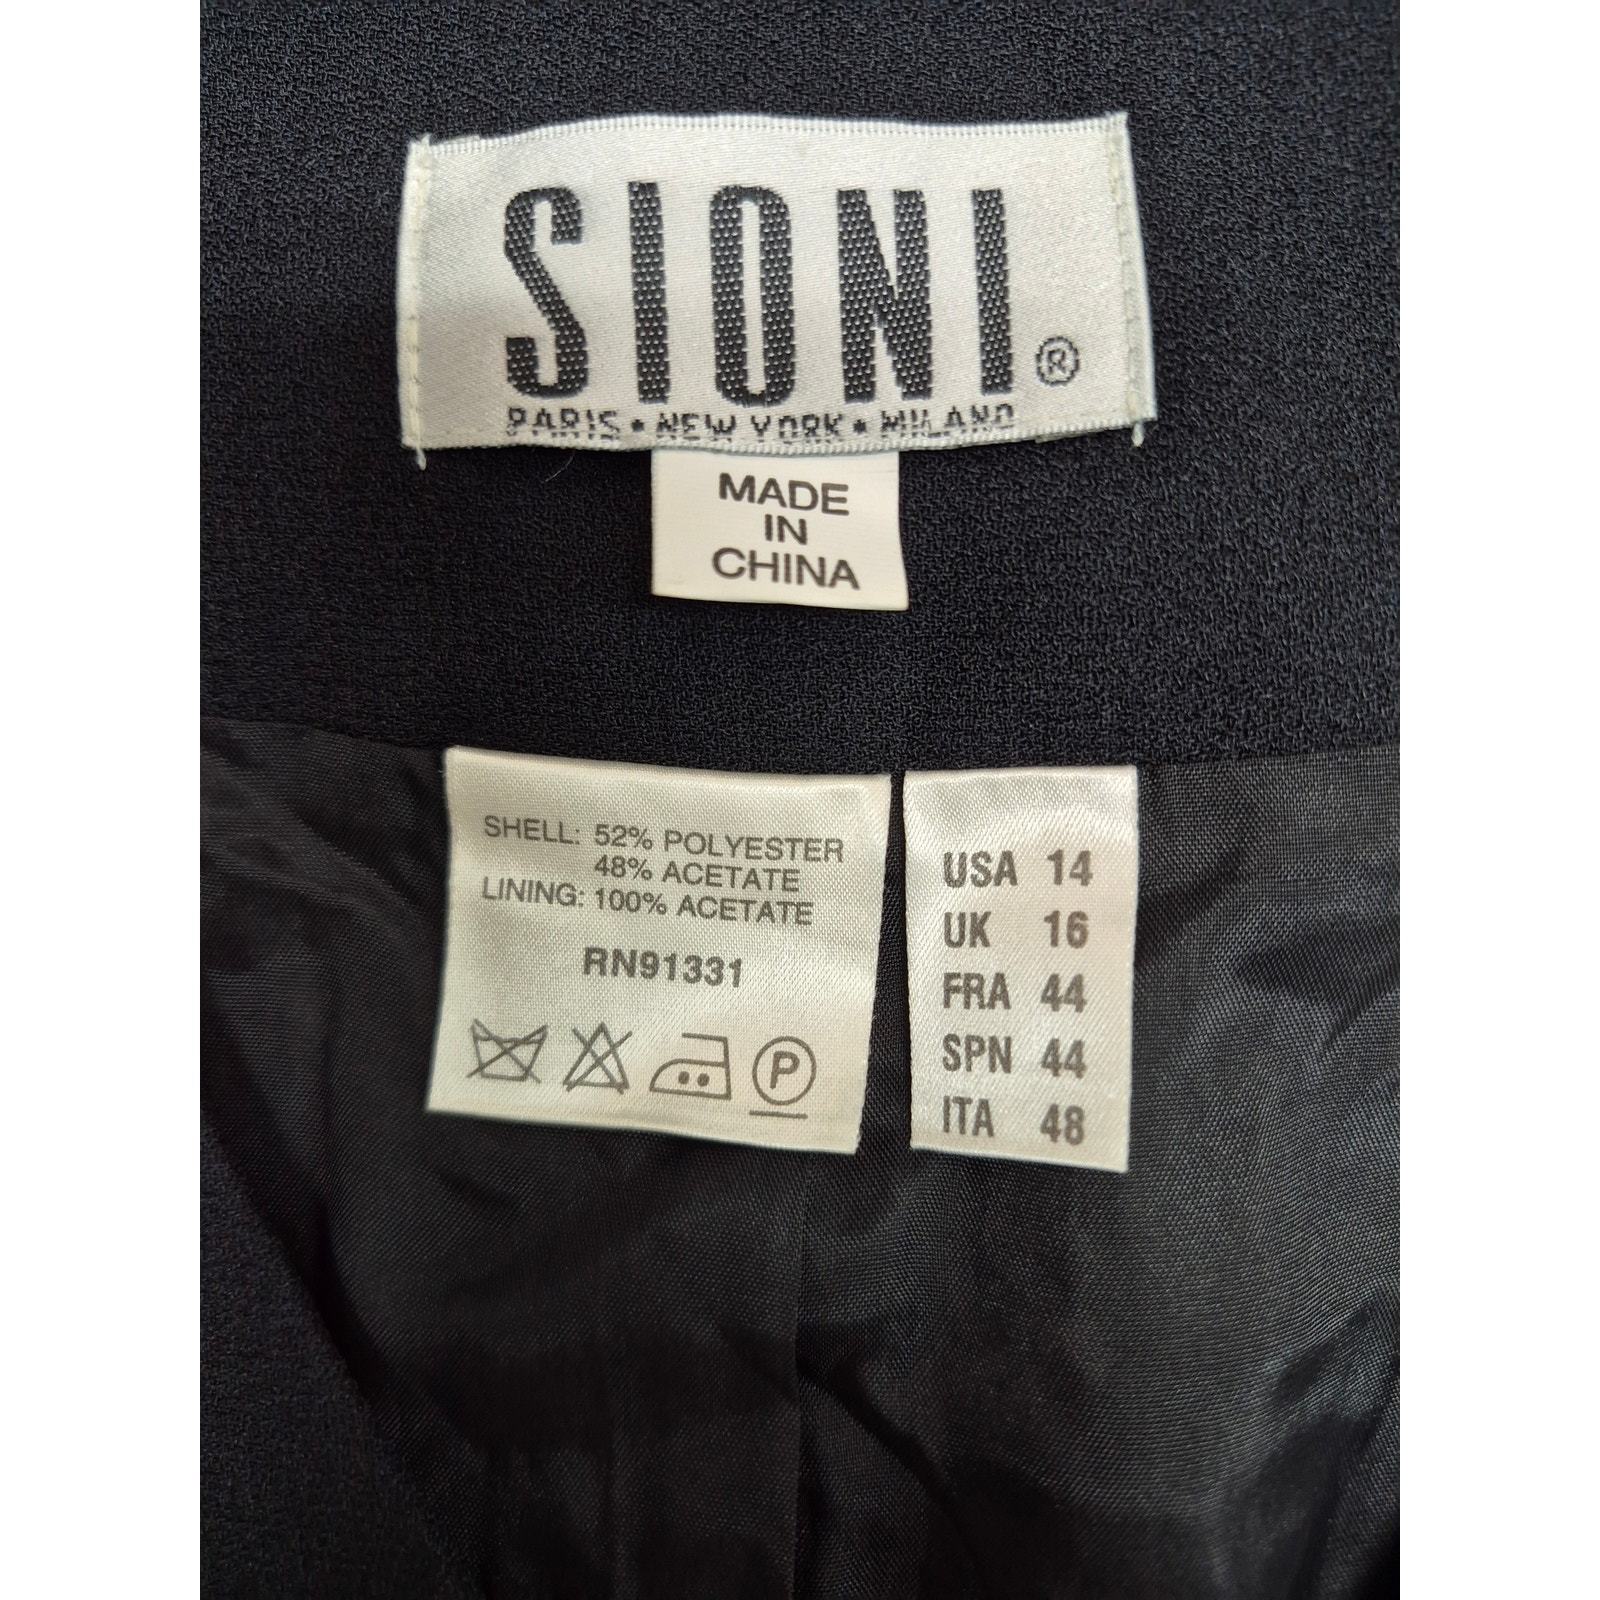 SIONI®
PARIS • NEW YORK • MILANO
MADE
IN
CHINA
SHELL: 52% POLYESTER
48% ACETATE
LINING: 100% ACETATE
RN91331
P
USA 14
UK 16
FRA 44
SPN 44
ITA 48